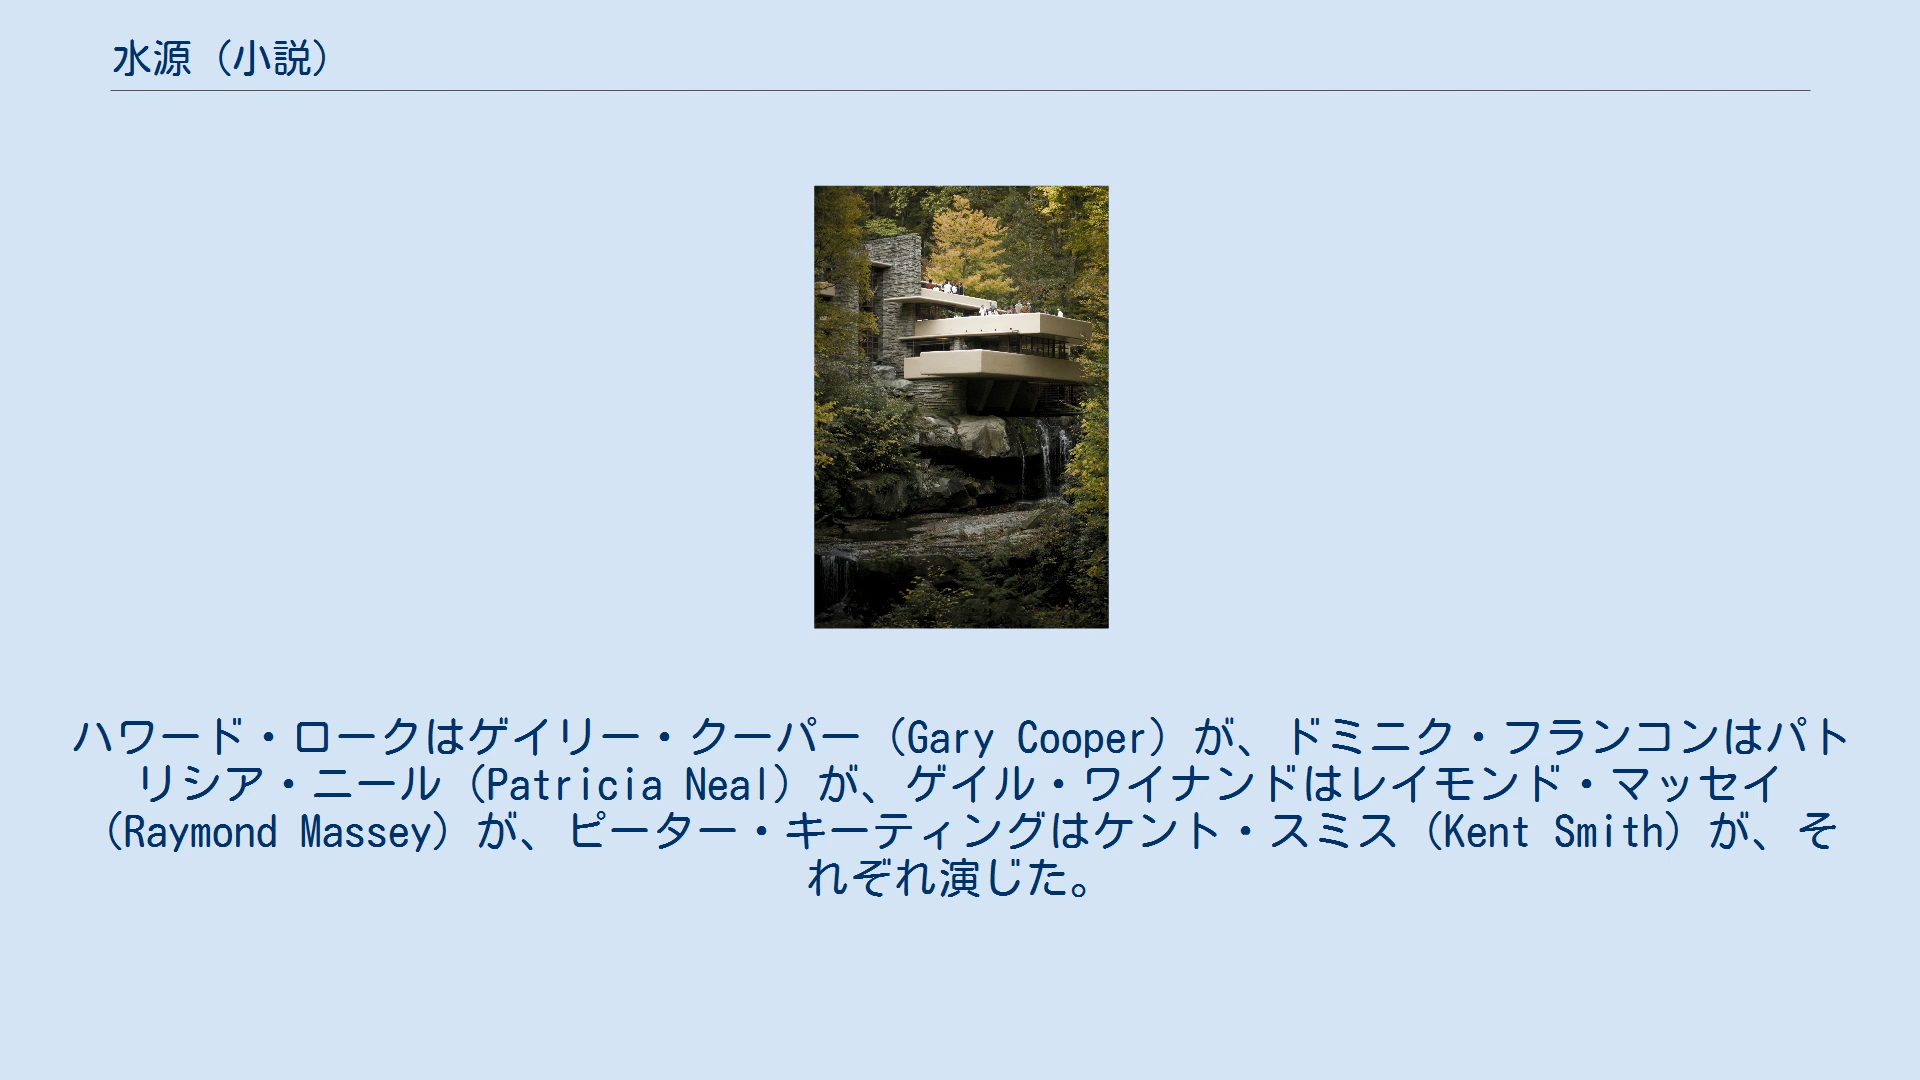 水源（小説）
ハワード・ロークはゲイリー・クーパー（Gary Cooper）が、ドミニク・フランコンはパト
リシア・ニール（Patricia Neal）が、ゲイル・ワイナンドはレイモンド・マッセイ
（Raymond Massey）が、ピーター・キーティングはケント・スミス（Kent Smith）が、そ
れぞれ演じた。